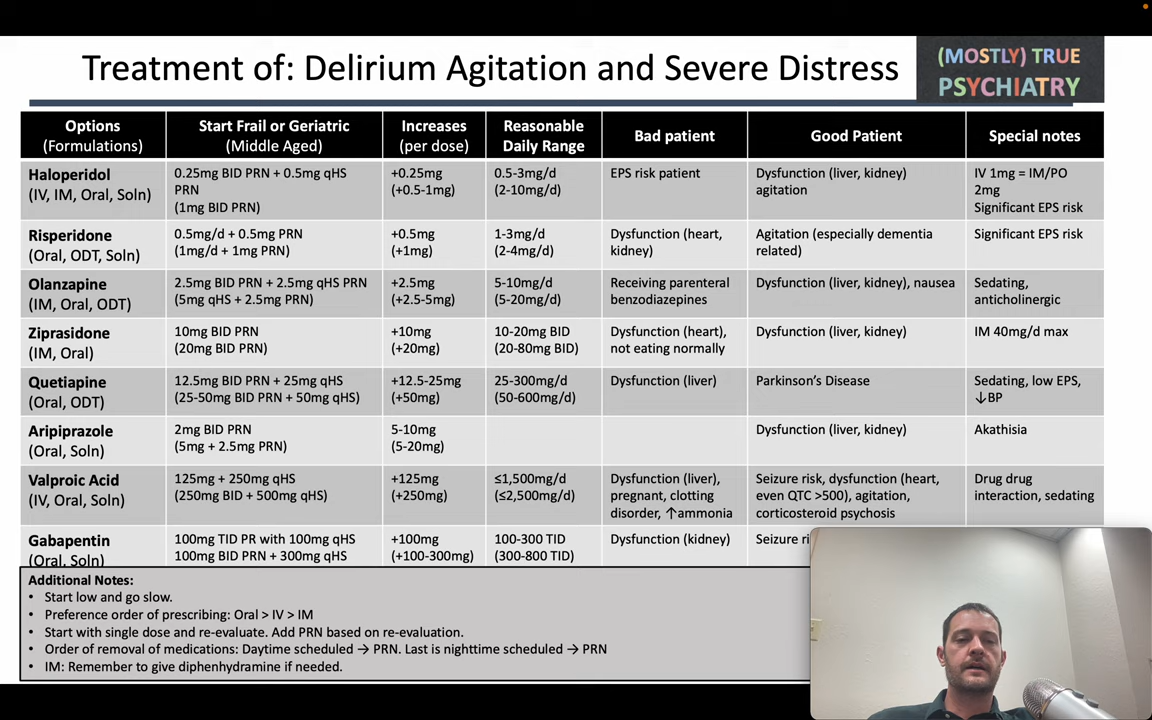 Treatment of: Delirium Agitation and Severe Distress
(MOSTLY) TRUE
PSYCHIATRY
Options
(Formulations)
Start Frail or Geriatric
(Middle Aged)
Increases
(per dose)
Reasonable
Daily Range
Bad patient
Good Patient
Special notes
Haloperidol
(IV, IM, Oral, Soln)
0.25mg BID PRN + 0.5mg qHS
PRN
(1mg BID PRN)
+0.25mg
(+0.5-1mg)
0.5-3mg/d
(2-10mg/d)
EPS risk patient
Dysfunction (liver, kidney)
agitation
IV 1mg = IM/PO
2mg
Significant EPS risk
Risperidone
(Oral, ODT, Soln)
0.5mg/d + 0.5mg PRN
(1mg/d + 1mg PRN)
+0.5mg
(+1mg)
1-3mg/d
(2-4mg/d)
Dysfunction (heart,
kidney)
Agitation (especially dementia
related)
Significant EPS risk
Olanzapine
(IM, Oral, ODT)
2.5mg BID PRN + 2.5mg qHS PRN
(5mg qHS + 2.5mg PRN)
+2.5mg
(+2.5-5mg)
5-10mg/d
(5-20mg/d)
Receiving parenteral
benzodiazepines
Dysfunction (liver, kidney), nausea
Sedating,
anticholinergic
Ziprasidone
(IM, Oral)
10mg BID PRN
(20mg BID PRN)
+10mg
(+20mg)
10-20mg BID
(20-80mg BID)
Dysfunction (heart),
not eating normally
Dysfunction (liver, kidney)
IM 40mg/d max
Quetiapine
(Oral, ODT)
12.5mg BID PRN + 25mg qHS
(25-50mg BID PRN + 50mg qHS)
+12.5-25mg
(+50mg)
25-300mg/d
(50-600mg/d)
Dysfunction (liver)
Parkinson's Disease
Sedating, low EPS,
↓BP
Aripiprazole
(Oral, Soln)
2mg BID PRN
(5mg + 2.5mg PRN)
5-10mg
(5-20mg)
Dysfunction (liver, kidney)
Akathisia
Valproic Acid
(IV, Oral, Soln)
125mg + 250mg qHS
(250mg BID + 500mg qHS)
+125mg
(+250mg)
≤1,500mg/d
(≤2,500mg/d)
Dysfunction (liver),
pregnant, clotting
disorder, ↑ammonia
Seizure risk, dysfunction (heart,
even QTC >500), agitation,
corticosteroid psychosis
Drug drug
interaction, sedating
Gabapentin
(Oral, Soln)
100mg TID PR with 100mg qHS
100mg BID PRN + 300mg qHS
+100mg
(+100-300mg)
100-300 TID
(300-800 TID)
Dysfunction (kidney)
Seizure
Additional Notes:
• Start low and go slow.
• Preference order of prescribing: Oral > IV > IM
• Start with single dose and re-evaluate. Add PRN based on re-evaluation.
• Order of removal of medications: Daytime scheduled → PRN. Last is nighttime scheduled → PRN
• IM: Remember to give diphenhydramine if needed.